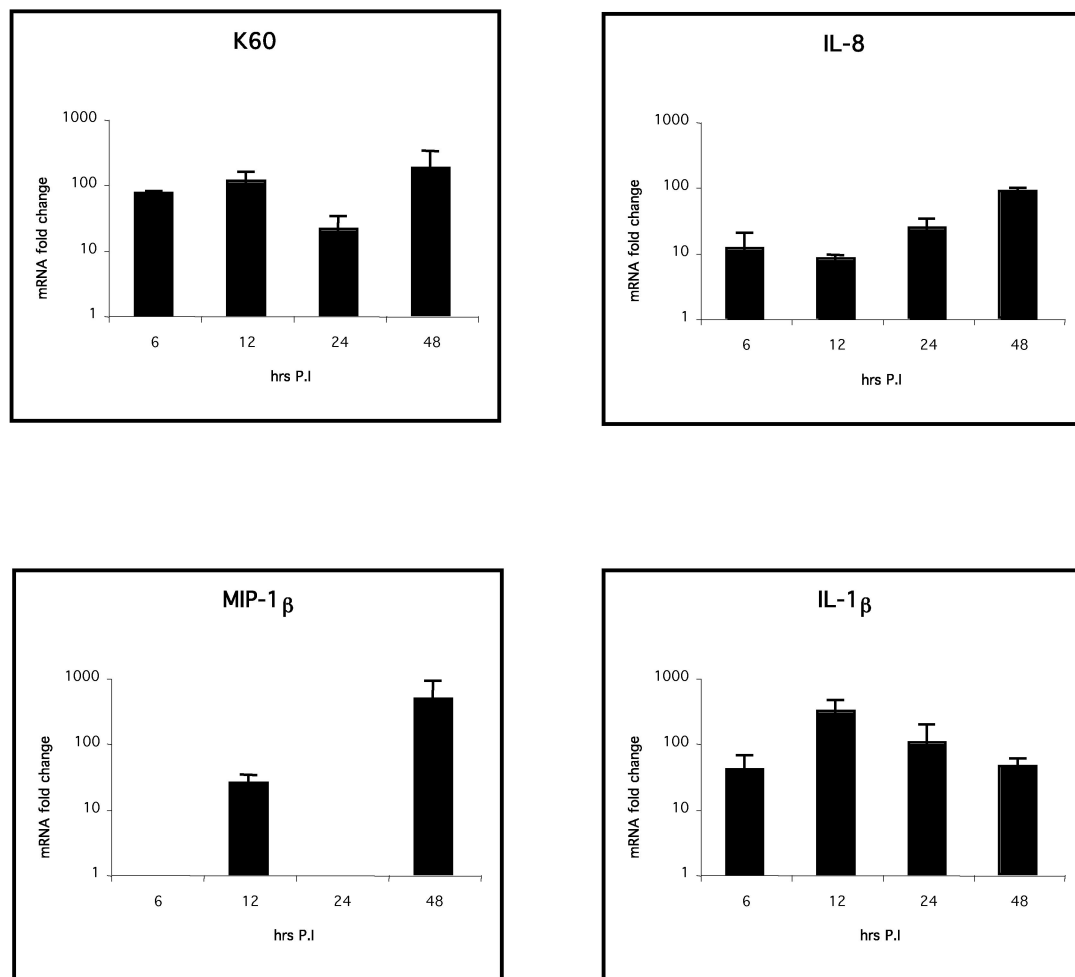 K60
1000
100
10
1
mRNA fold change
6 12 24 48
hrs P.I
IL-8
1000
100
10
1
mRNA fold change
6 12 24 48
hrs P.I
MIP-1β
1000
100
10
1
mRNA fold change
6 12 24 48
hrs P.I
IL-1β
1000
100
10
1
mRNA fold change
6 12 24 48
hrs P.I